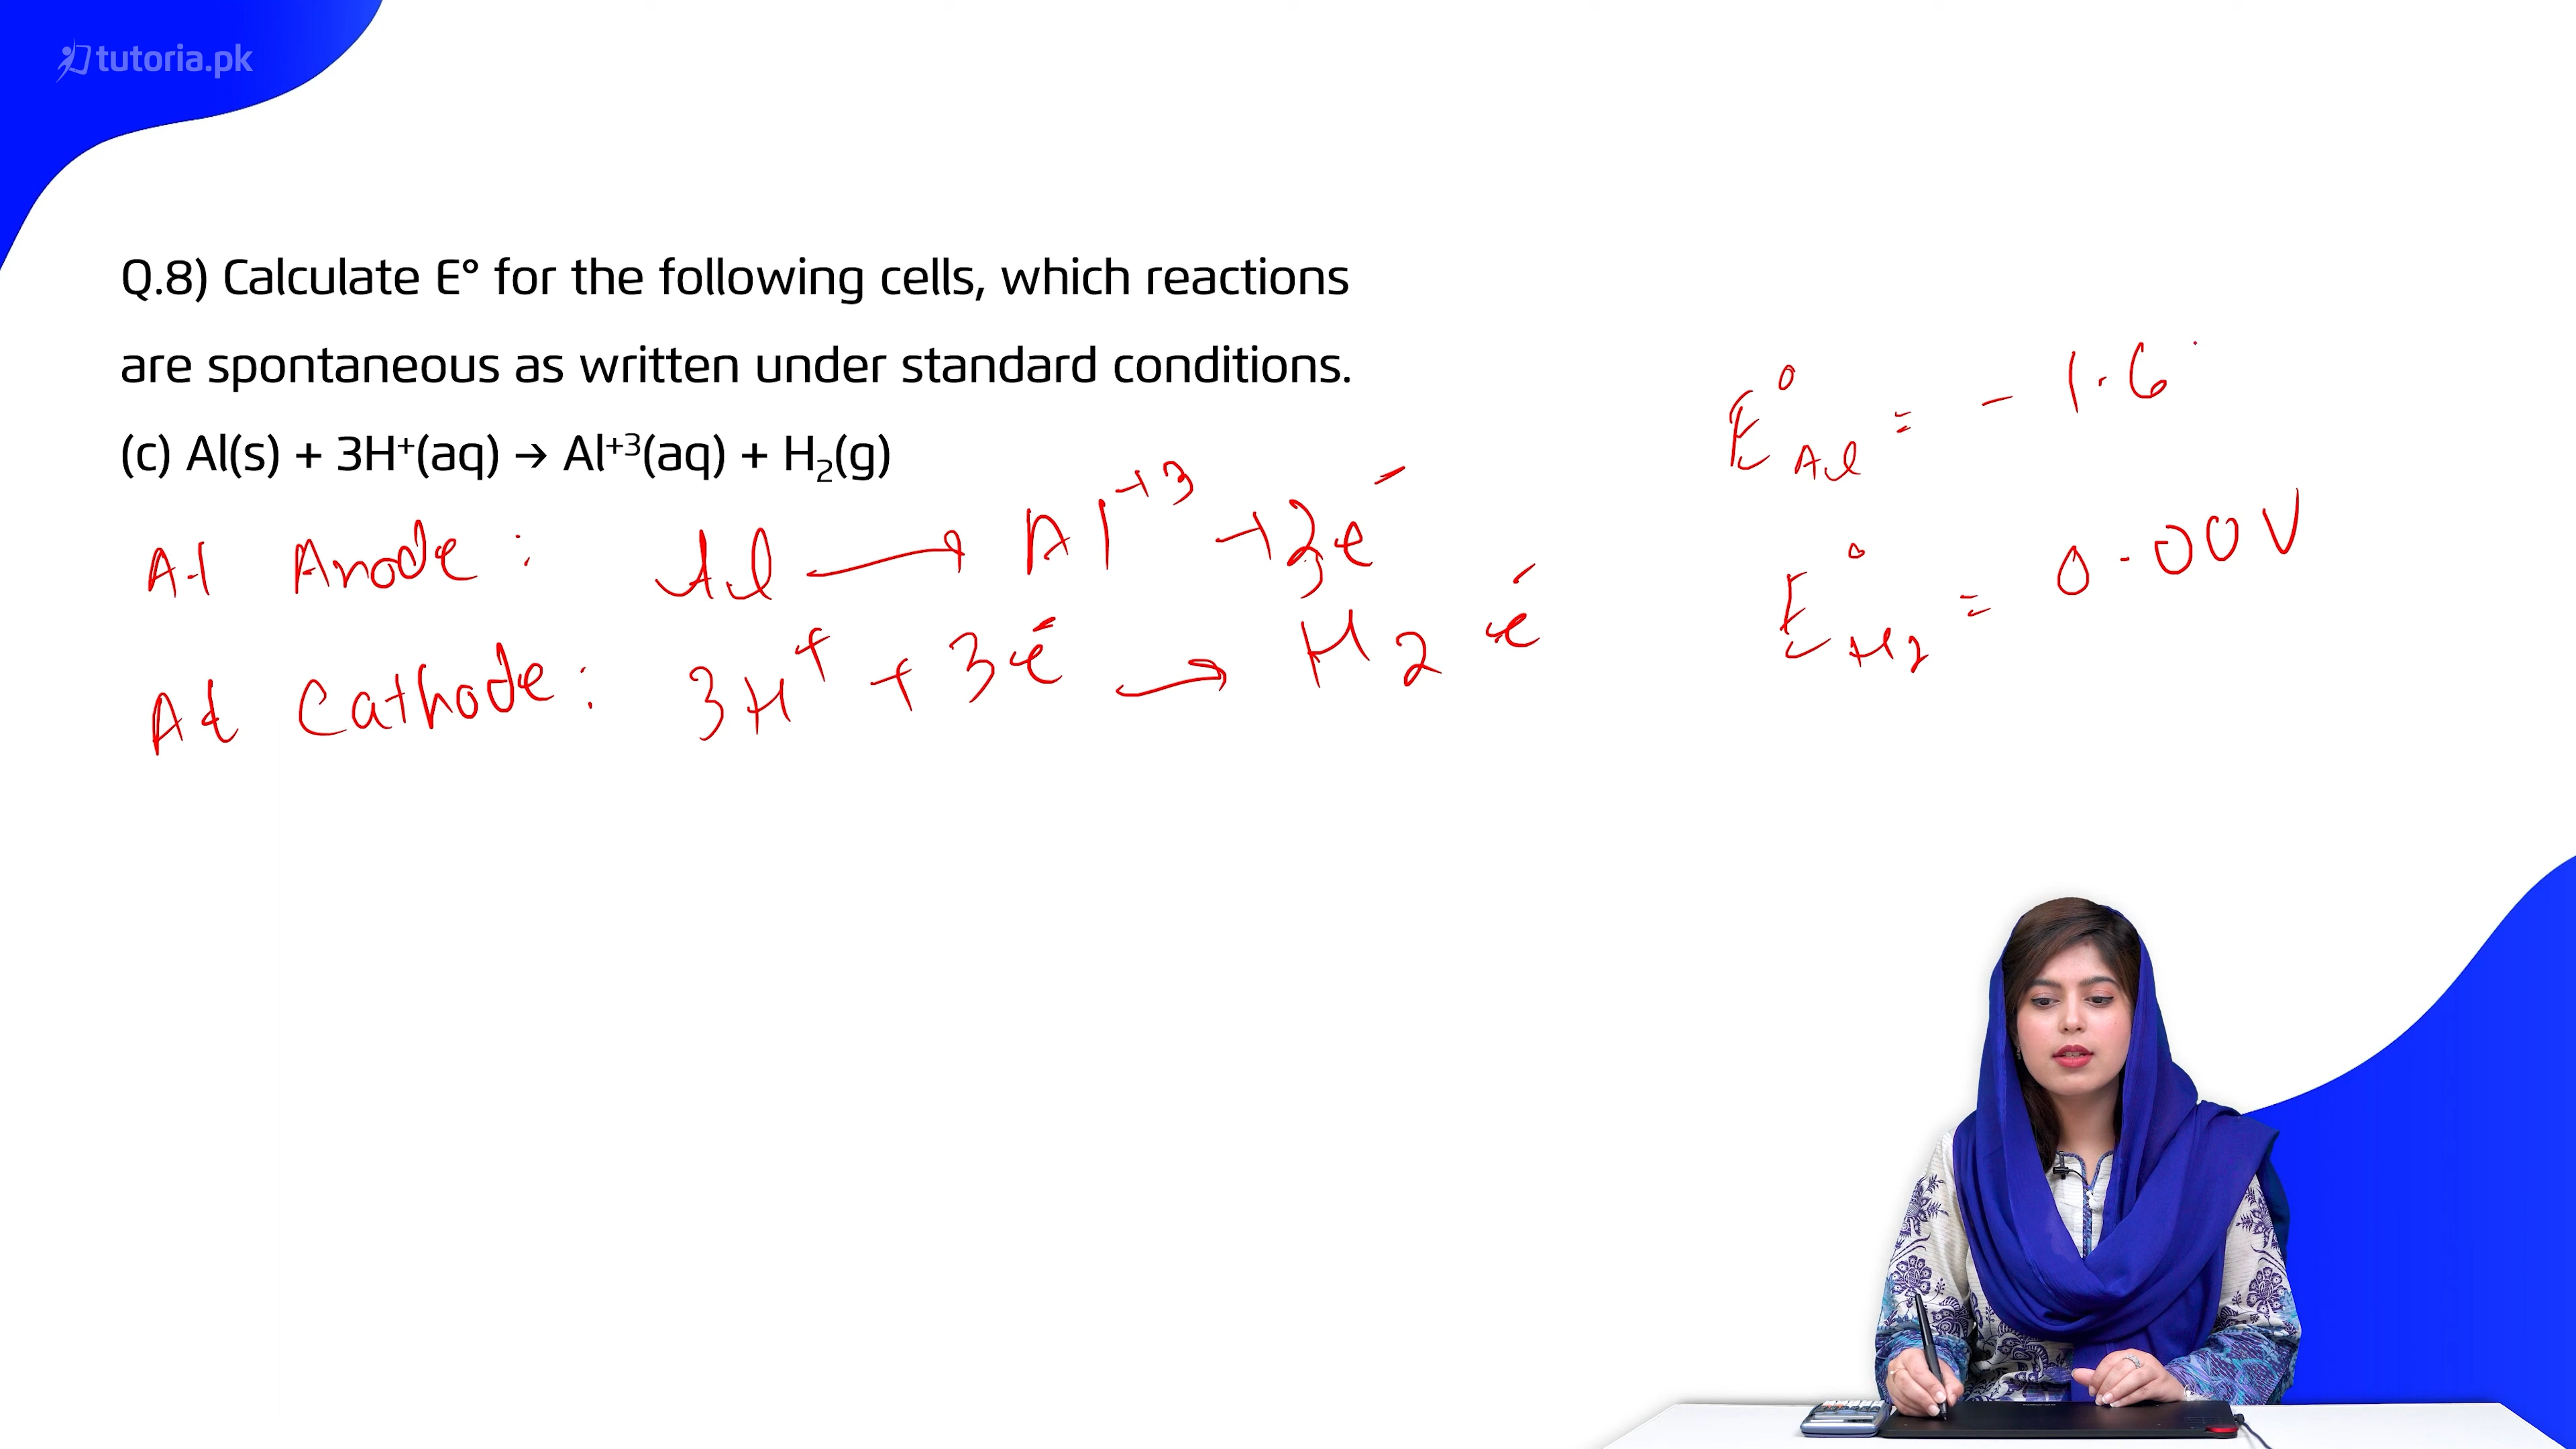 tutoria.pk
Q.8) Calculate E° for the following cells, which reactions
are spontaneous as written under standard conditions.
(c) Al(s) + 3H⁺(aq) → Al⁺³(aq) + H₂(g)
At Anode : Al → Al⁺³ + 3e⁻
At Cathode : 3H⁺ + 3e⁻ → H₂ e⁻
E°Al = - 1.6
E°H₂ = 0.00V